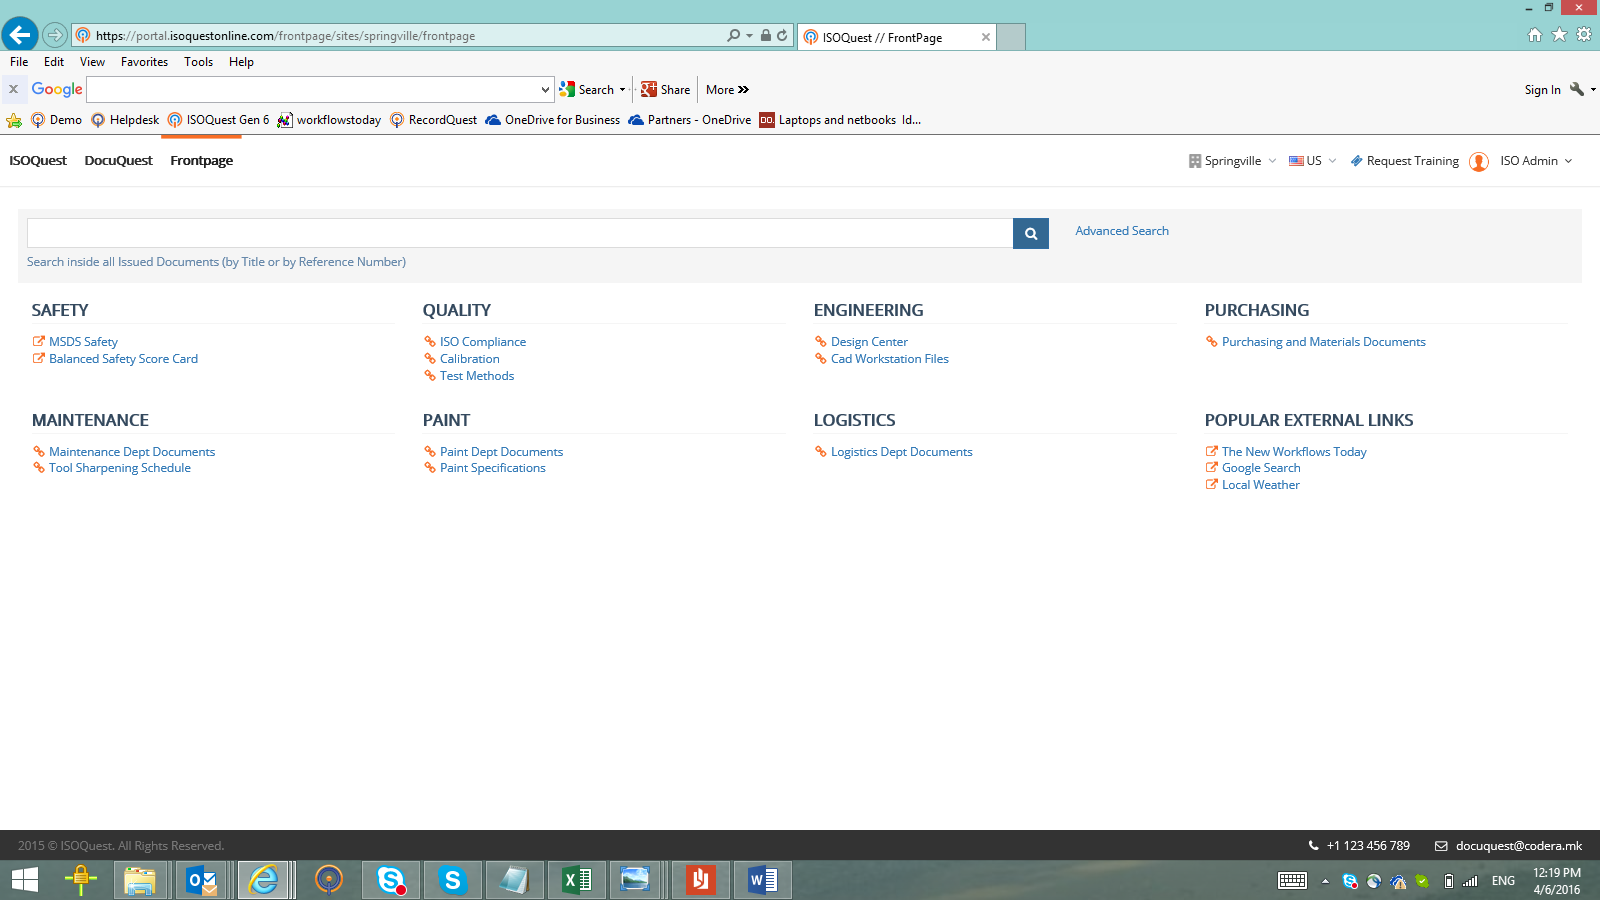 https://portal.isoquestonline.com/frontpage/sites/springville/frontpage
ISOQuest // FrontPage
File Edit View Favorites Tools Help
x Google Search Share More Sign In
Demo Helpdesk ISOQuest Gen 6 workflowstoday RecordQuest OneDrive for Business Partners - OneDrive Laptops and netbooks Id...
ISOQuest DocuQuest Frontpage Springville US Request Training ISO Admin
Advanced Search
Search inside all Issued Documents (by Title or by Reference Number)
SAFETY
MSDS Safety
Balanced Safety Score Card
QUALITY
ISO Compliance
Calibration
Test Methods
ENGINEERING
Design Center
Cad Workstation Files
PURCHASING
Purchasing and Materials Documents
MAINTENANCE
Maintenance Dept Documents
Tool Sharpening Schedule
PAINT
Paint Dept Documents
Paint Specifications
LOGISTICS
Logistics Dept Documents
POPULAR EXTERNAL LINKS
The New Workflows Today
Google Search
Local Weather
2015 © ISOQuest. All Rights Reserved. +1 123 456 789 docuquest@codera.mk
ENG
12:19 PM
4/6/2016